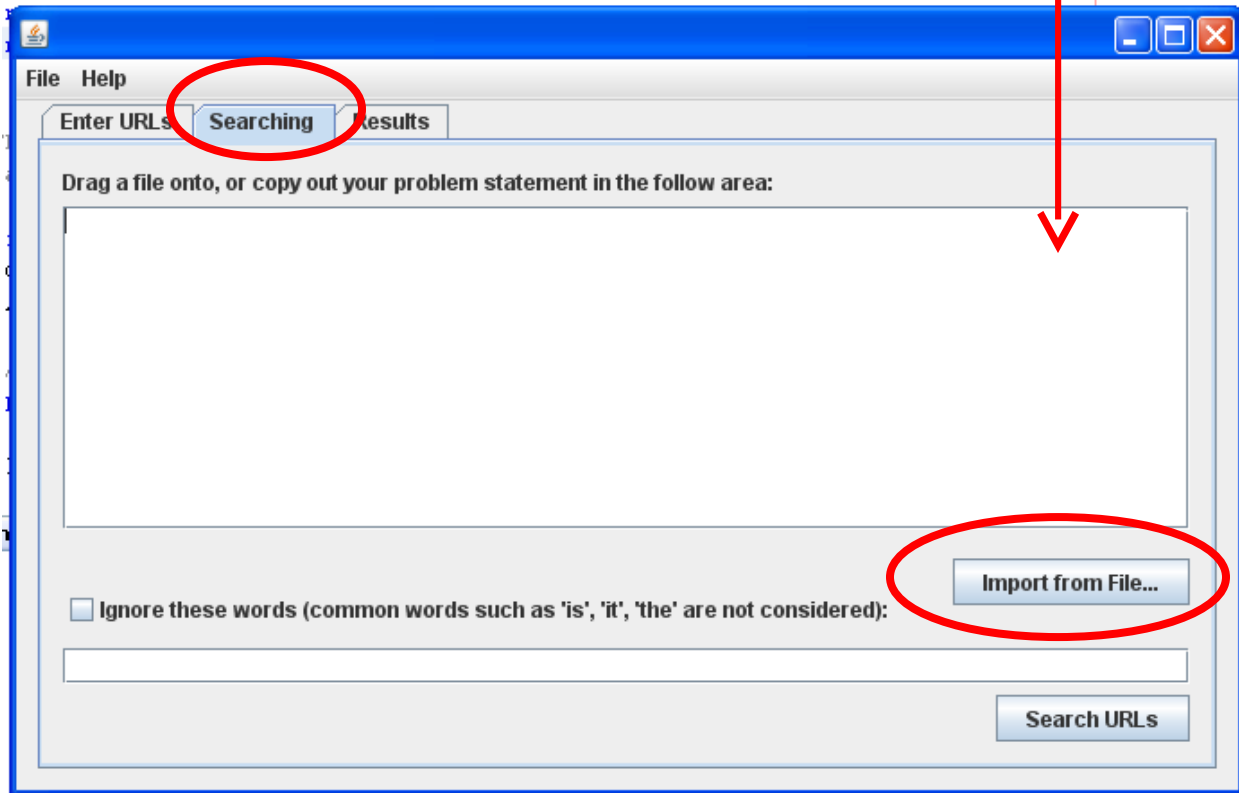 File Help
Enter URLs Searching Results
Drag a file onto, or copy out your problem statement in the follow area:
Import from File...
Ignore these words (common words such as 'is', 'it', 'the' are not considered):
Search URLs